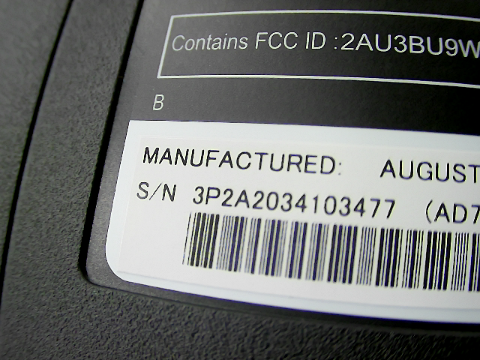 Contains FCC ID :2AU3BU9W
B
MANUFACTURED: AUGUST
S/N 3P2A2034103477 (AD7